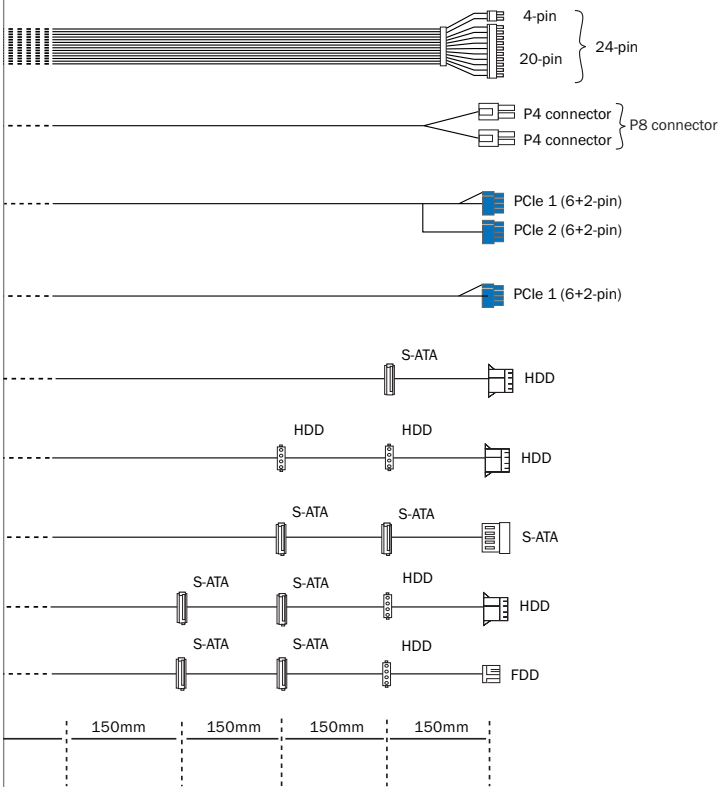 4-pin
20-pin
24-pin
P4 connector
P4 connector
P8 connector
PCIe 1 (6+2-pin)
PCIe 2 (6+2-pin)
PCIe 1 (6+2-pin)
S-ATA
HDD
HDD HDD
HDD
S-ATA S-ATA
S-ATA
S-ATA S-ATA HDD
HDD
S-ATA S-ATA HDD
FDD
150mm 150mm 150mm 150mm